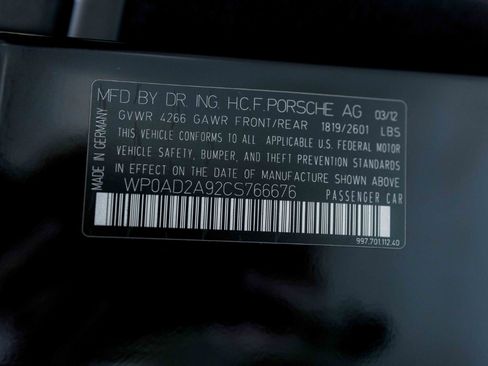 MFD BY DR. ING. H.C.F. PORSCHE AG 03/12
GVWR 4266 GAWR FRONT/REAR 1819/2601 LBS
THIS VEHICLE CONFORMS TO ALL APPLICABLE U.S. FEDERAL MOTOR
VEHICLE SAFETY, BUMPER, AND THEFT PREVENTION STANDARDS
IN EFFECT ON THE DATE OF MANUFACTURE SHOWN ABOVE.
WP0AD2A92CS766676 PASSENGER CAR
MADE IN GERMANY
997.701.112.40